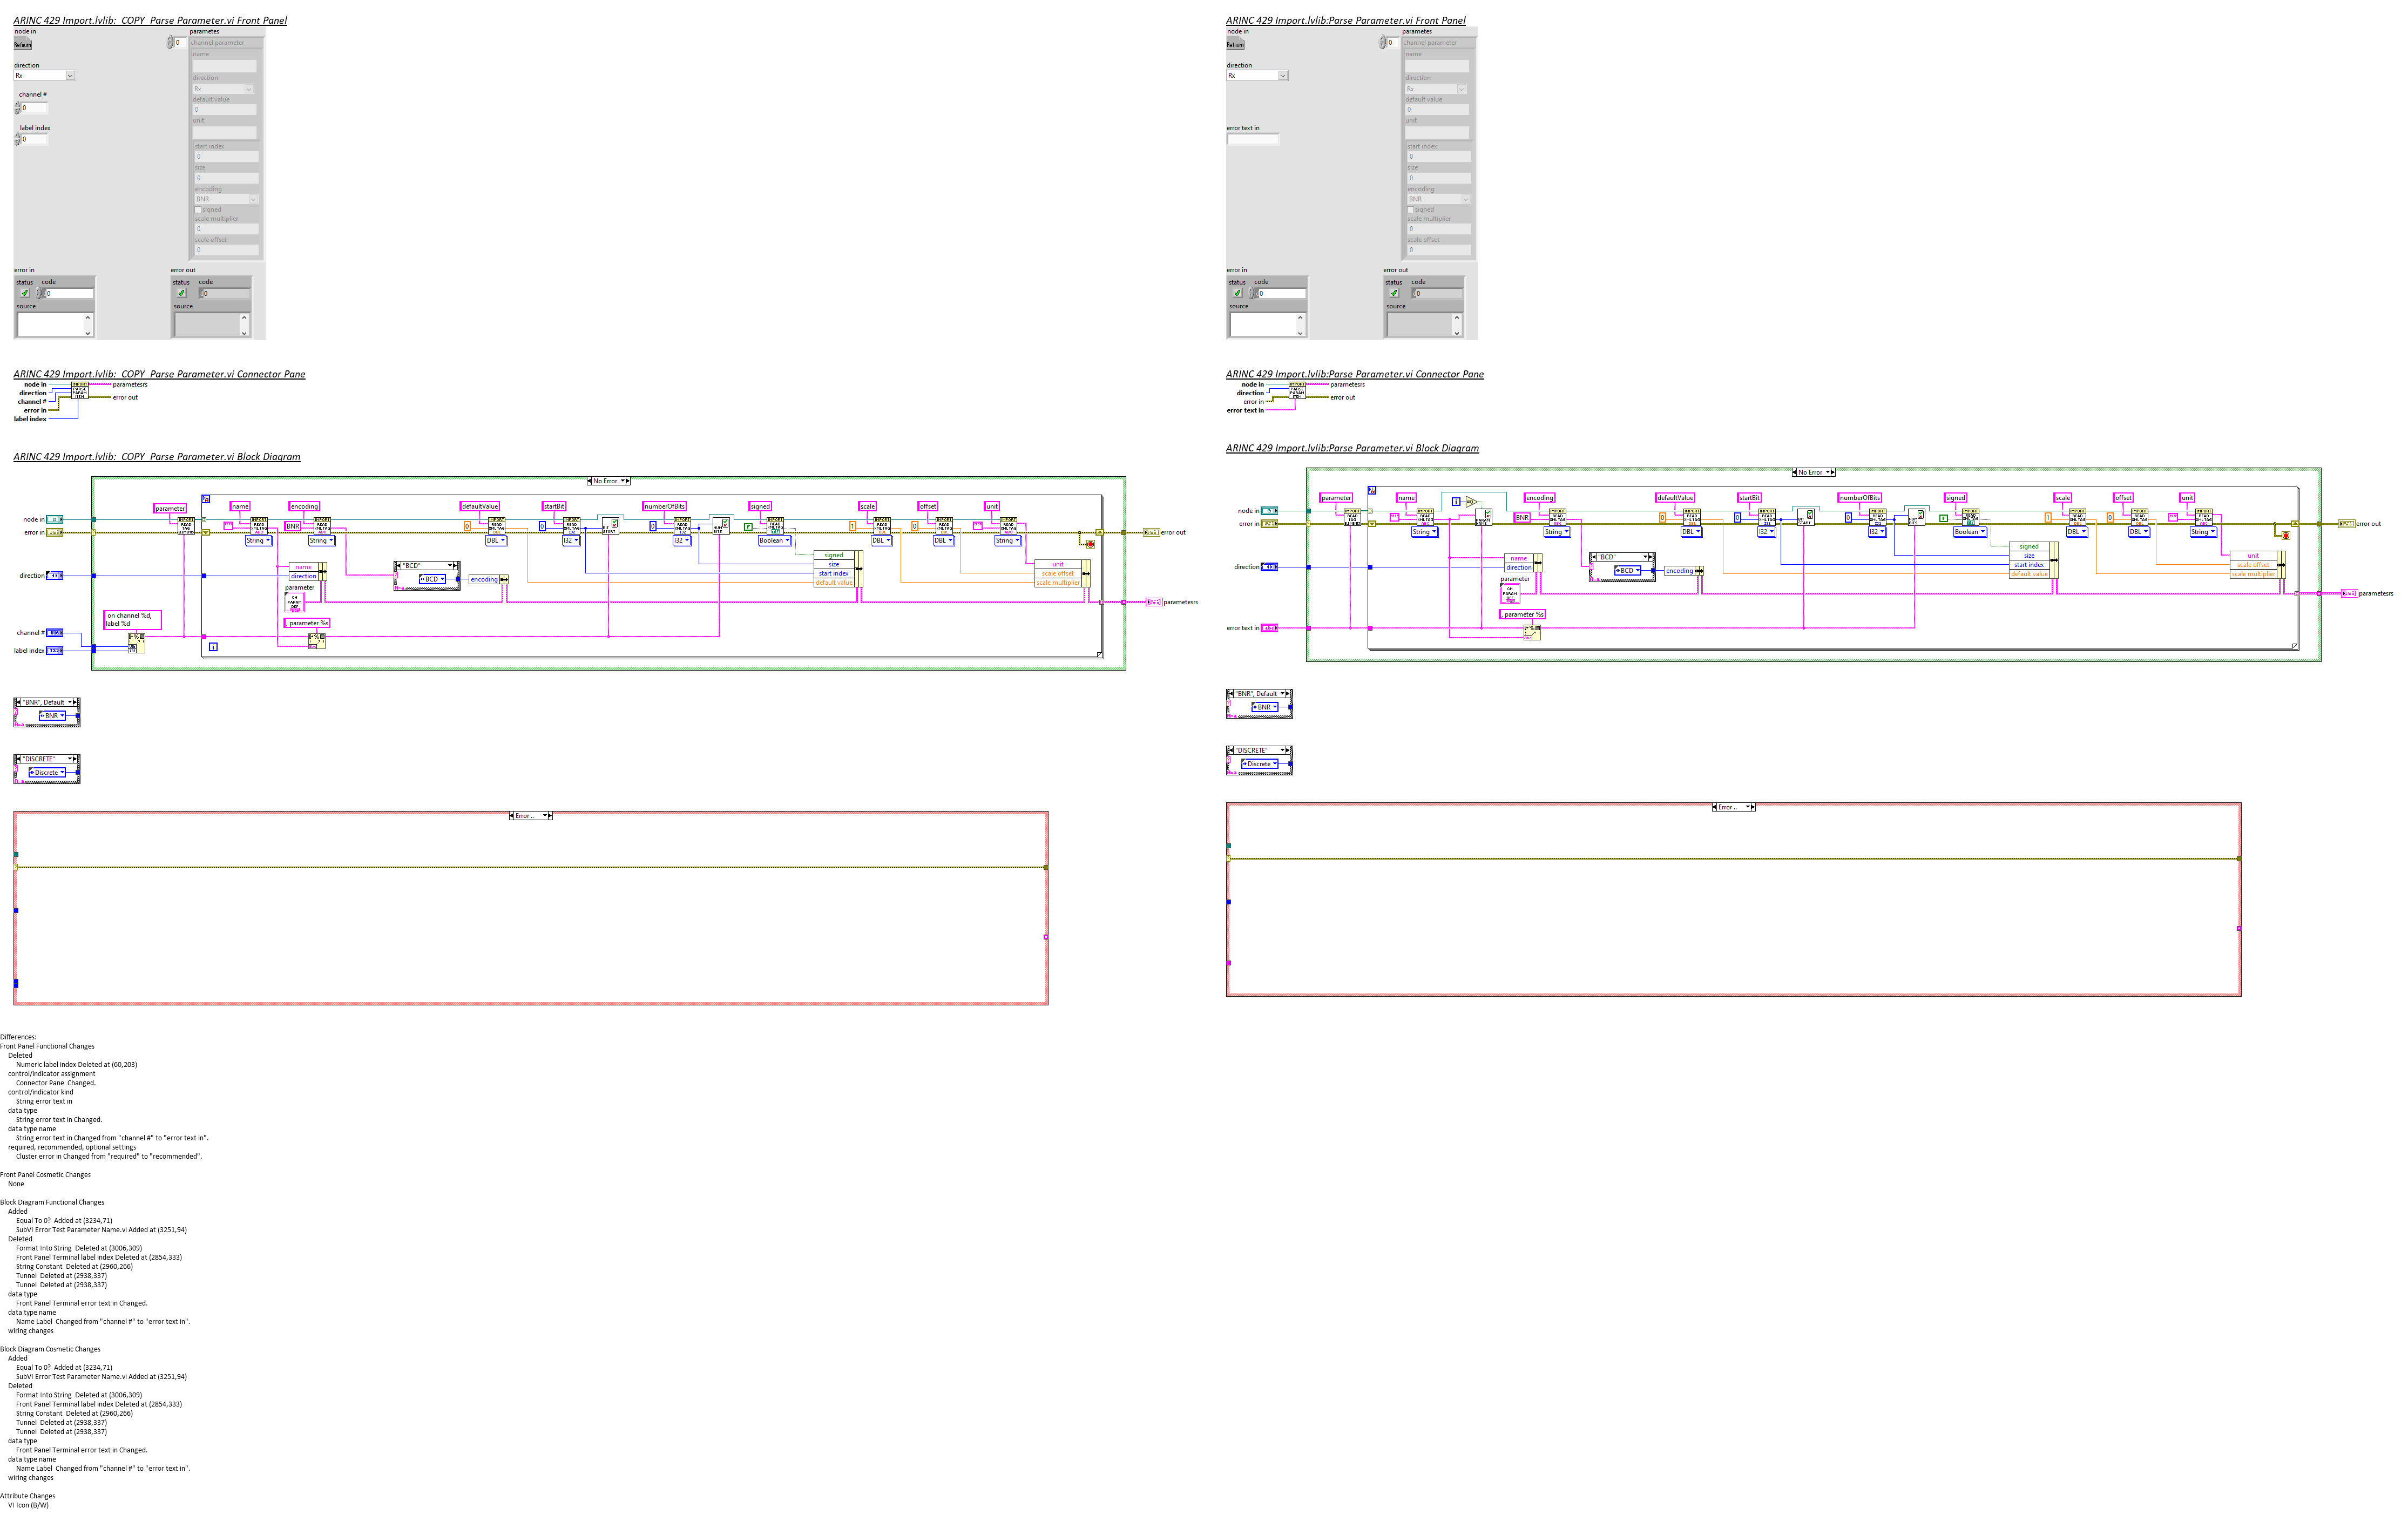 ARINC 429 Import.lvlib:  COPY  Parse Parameter.vi Front Panel
node in
Refnum
direction
Rx
channel #
0
label index
0
parametes
0
channel parameter
name
direction
Rx
default value
0
unit
start index
0
size
0
encoding
BNR
signed
scale multiplier
0
scale offset
0
error in
status
code
0
source
error out
status
code
0
source
ARINC 429 Import.lvlib:  COPY  Parse Parameter.vi Connector Pane
node in
direction
channel #
error in
label index
parametesrs
error out
ARINC 429 Import.lvlib:  COPY  Parse Parameter.vi Block Diagram
No Error
parameter
name
encoding
defaultValue
startBit
numberOfBits
signed
scale
offset
unit
node in
error in
BNR
0
0
0
F
1
0
String
String
DBL
I32
I32
Boolean
DBL
DBL
String
error out
direction
name
direction
parameter
"BCD"
BCD
encoding
signed
size
start index
default value
unit
scale offset
scale multiplier
parametesrs
on channel %d,
label %d
parameter %s
channel #
label index
i
"BNR", Default
BNR
"DISCRETE"
Discrete
Error ..
ARINC 429 Import.lvlib:Parse Parameter.vi Front Panel
node in
Refnum
direction
Rx
error text in
parametes
0
channel parameter
name
direction
Rx
default value
0
unit
start index
0
size
0
encoding
BNR
signed
scale multiplier
0
scale offset
0
error in
status
code
0
source
error out
status
code
0
source
ARINC 429 Import.lvlib:Parse Parameter.vi Connector Pane
node in
direction
error in
error text in
parametesrs
error out
ARINC 429 Import.lvlib:Parse Parameter.vi Block Diagram
No Error
parameter
name
i
encoding
defaultValue
startBit
numberOfBits
signed
scale
offset
unit
node in
error in
BNR
0
0
0
F
1
0
String
String
DBL
I32
I32
Boolean
DBL
DBL
String
error out
direction
name
direction
parameter
"BCD"
BCD
encoding
signed
size
start index
default value
unit
scale offset
scale multiplier
parametesrs
parameter %s
error text in
"BNR", Default
BNR
"DISCRETE"
Discrete
Error ..
Differences:
Front Panel Functional Changes
Deleted
Numeric label index Deleted at (60,203)
control/indicator assignment
Connector Pane  Changed.
control/indicator kind
String error text in
data type
String error text in Changed.
data type name
String error text in Changed from "channel #" to "error text in".
required, recommended, optional settings
Cluster error in Changed from "required" to "recommended".
Front Panel Cosmetic Changes
None
Block Diagram Functional Changes
Added
Equal To 0?  Added at (3234,71)
SubVI Error Test Parameter Name.vi Added at (3251,94)
Deleted
Format Into String  Deleted at (3006,309)
Front Panel Terminal label index Deleted at (2854,333)
String Constant  Deleted at (2960,266)
Tunnel  Deleted at (2938,337)
Tunnel  Deleted at (2938,337)
data type
Front Panel Terminal error text in Changed.
data type name
Name Label  Changed from "channel #" to "error text in".
wiring changes
Block Diagram Cosmetic Changes
Added
Equal To 0?  Added at (3234,71)
SubVI Error Test Parameter Name.vi Added at (3251,94)
Deleted
Format Into String  Deleted at (3006,309)
Front Panel Terminal label index Deleted at (2854,333)
String Constant  Deleted at (2960,266)
Tunnel  Deleted at (2938,337)
Tunnel  Deleted at (2938,337)
data type
Front Panel Terminal error text in Changed.
data type name
Name Label  Changed from "channel #" to "error text in".
wiring changes
Attribute Changes
VI Icon (B/W)